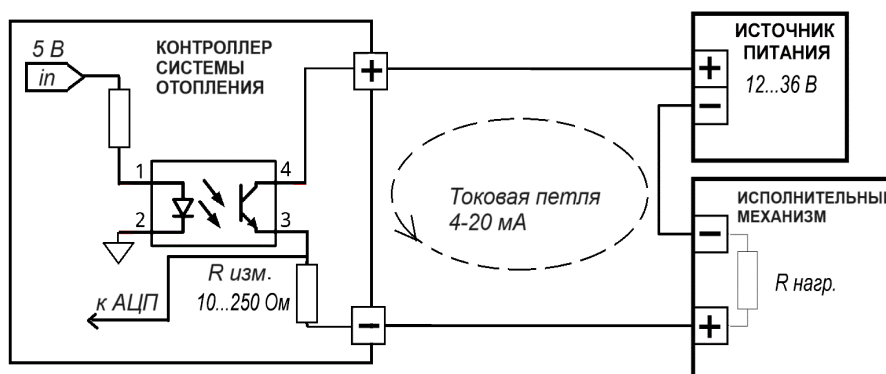 5 В
in
КОНТРОЛЛЕР
СИСТЕМЫ
ОТОПЛЕНИЯ
1
2
4
3
R изм.
10...250 Ом
к АЦП
+
−
Токовая петля
4-20 мА
ИСТОЧНИК
ПИТАНИЯ
12...36 В
+
−
ИСПОЛНИТЕЛЬНЫЙ
МЕХАНИЗМ
−
+
R нагр.